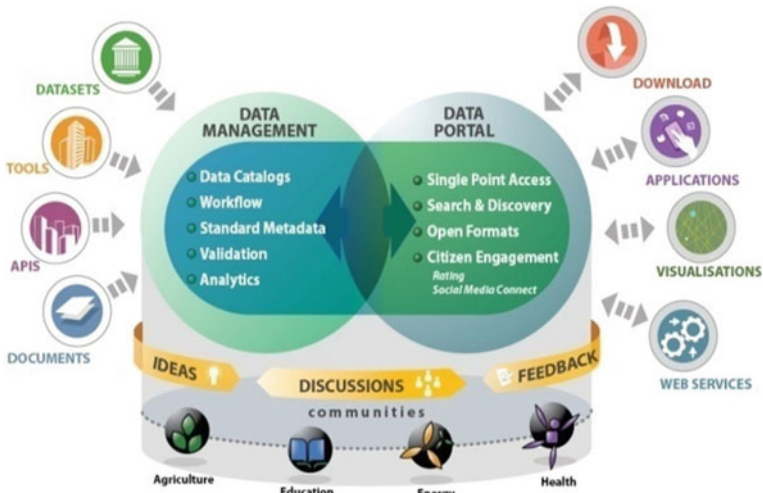 DATASETS
TOOLS
APIS
DOCUMENTS
DATA
MANAGEMENT
Data Catalogs
Workflow
Standard Metadata
Validation
Analytics
DATA
PORTAL
Single Point Access
Search & Discovery
Open Formats
Citizen Engagement
Rating
Social Media Connect
DOWNLOAD
APPLICATIONS
VISUALISATIONS
WEB SERVICES
IDEAS
DISCUSSIONS
FEEDBACK
communities
Agriculture
Education
Energy
Health